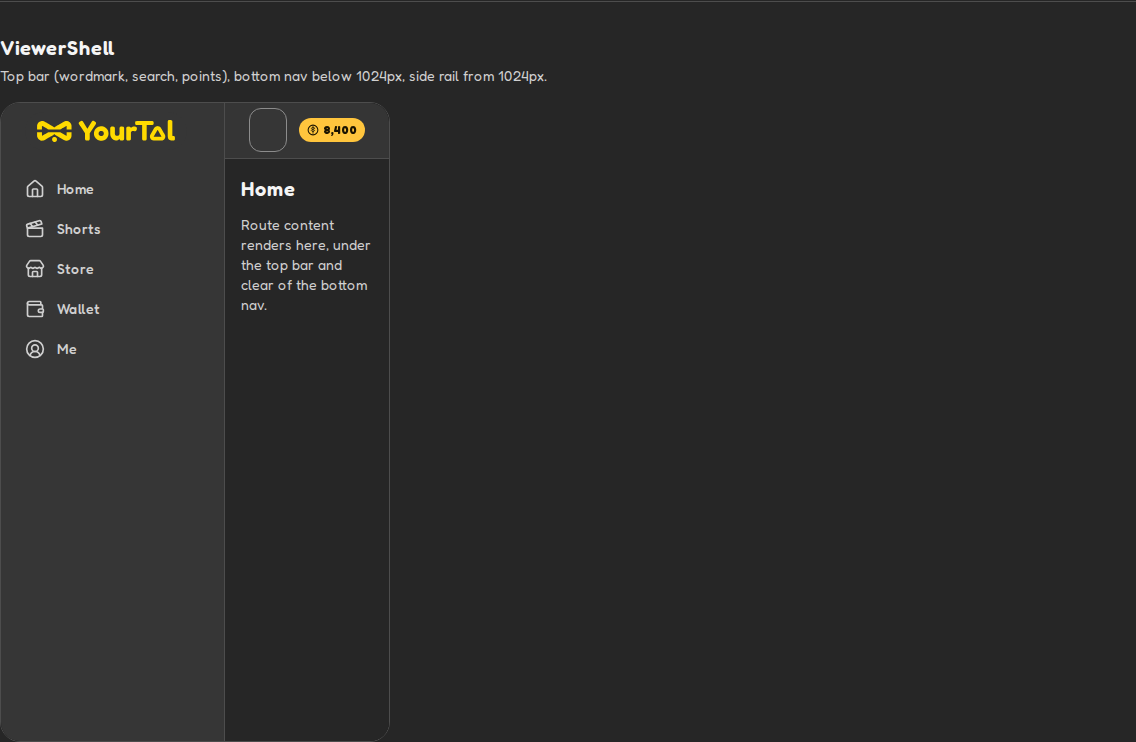 ViewerShell
Top bar (wordmark, search, points), bottom nav below 1024px, side rail from 1024px.
YourTal
8,400
Home
Shorts
Store
Wallet
Me
Home
Route content
renders here, under
the top bar and
clear of the bottom
nav.